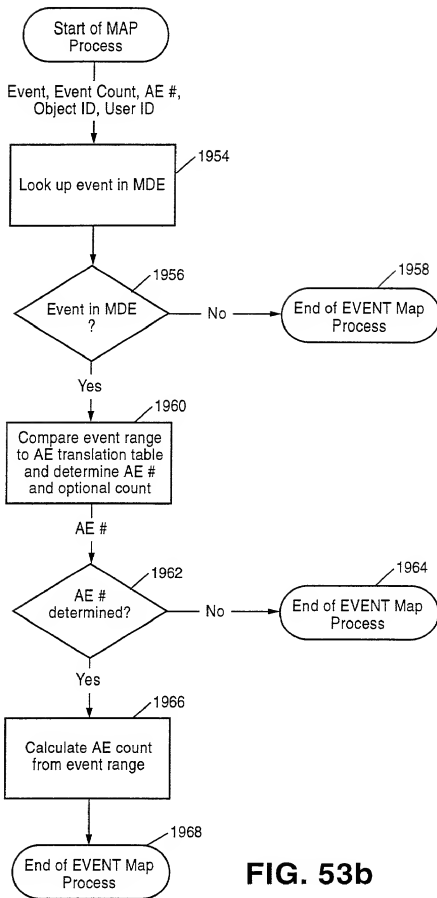 Start of MAP
Process
Event, Event Count, AE #,
Object ID, User ID
1954
Look up event in MDE
1956
Event in MDE
?
No
1958
End of EVENT Map
Process
Yes
1960
Compare event range
to AE translation table
and determine AE #
and optional count
AE #
1962
AE #
determined?
No
1964
End of EVENT Map
Process
Yes
1966
Calculate AE count
from event range
1968
End of EVENT Map
Process
FIG. 53b